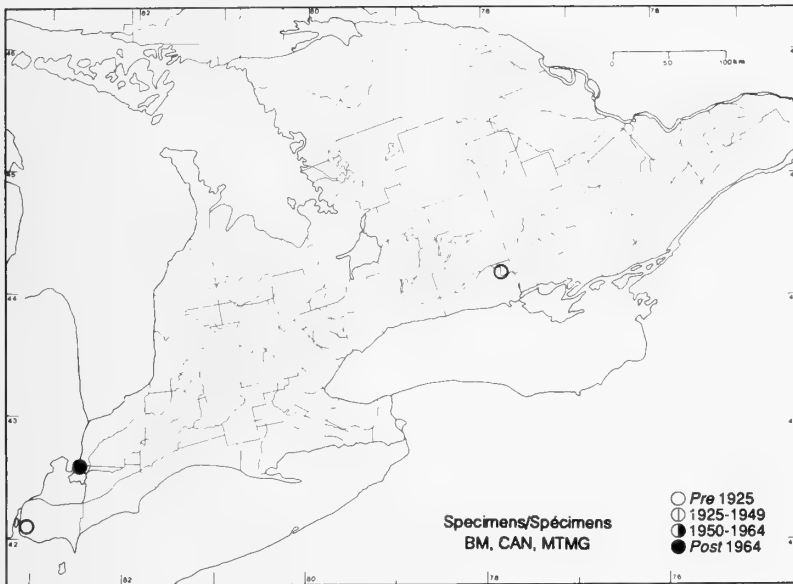 82 80 78 76
46
0 50 100 km
45
44
43
42
Specimens/Spécimens
BM, CAN, MTMG
Pre 1925
1925-1949
1950-1964
Post 1964
82 80 78 76